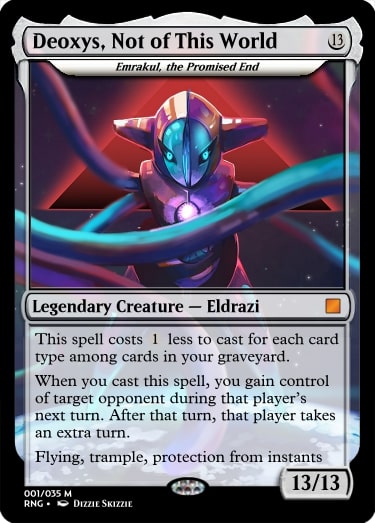 Deoxys, Not of This World 13
Emrakul, the Promised End
Legendary Creature — Eldrazi
This spell costs 1 less to cast for each card
type among cards in your graveyard.
When you cast this spell, you gain control
of target opponent during that player's
next turn. After that turn, that player takes
an extra turn.
Flying, trample, protection from instants
13/13
001/035 M
RNG • Dizzie Skizzie